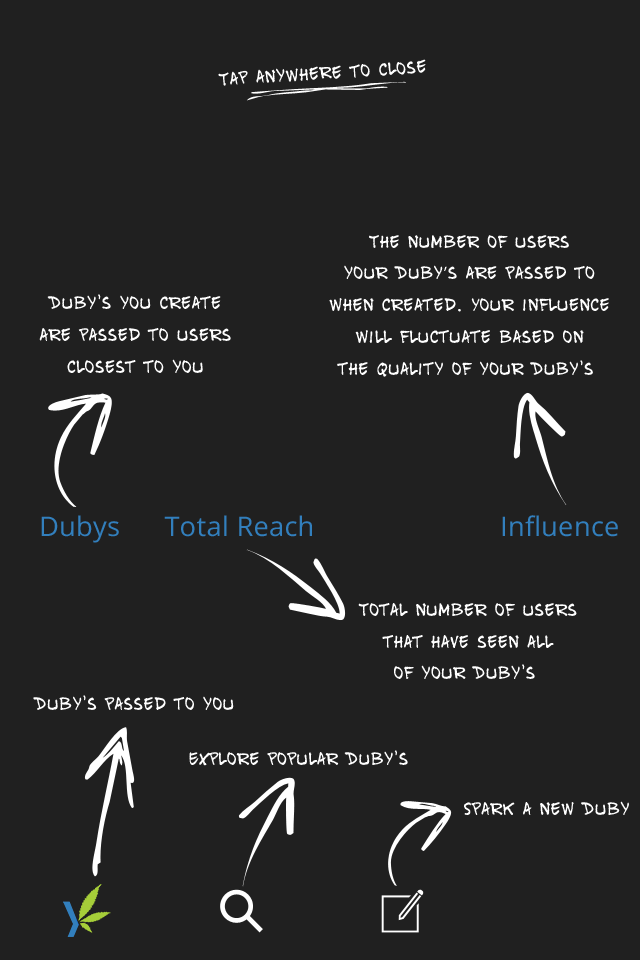 TAP ANYWHERE TO CLOSE
DUBY'S YOU CREATE
ARE PASSED TO USERS
CLOSEST TO YOU
THE NUMBER OF USERS
YOUR DUBY'S ARE PASSED TO
WHEN CREATED. YOUR INFLUENCE
WILL FLUCTUATE BASED ON
THE QUALITY OF YOUR DUBY'S
Dubys
Total Reach
Influence
TOTAL NUMBER OF USERS
THAT HAVE SEEN ALL
OF YOUR DUBY'S
DUBY'S PASSED TO YOU
EXPLORE POPULAR DUBY'S
SPARK A NEW DUBY